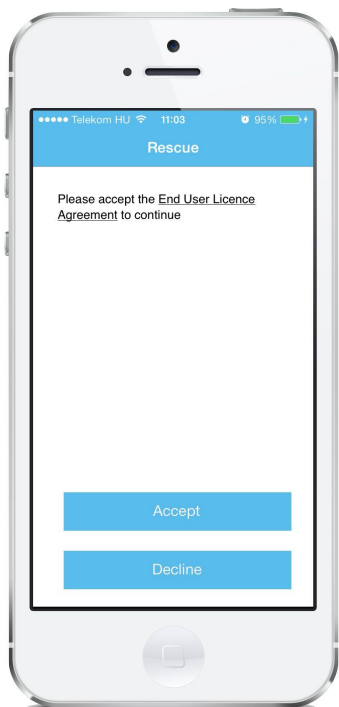 Telekom HU 11:03 95%
Rescue
Please accept the End User Licence
Agreement to continue
Accept
Decline